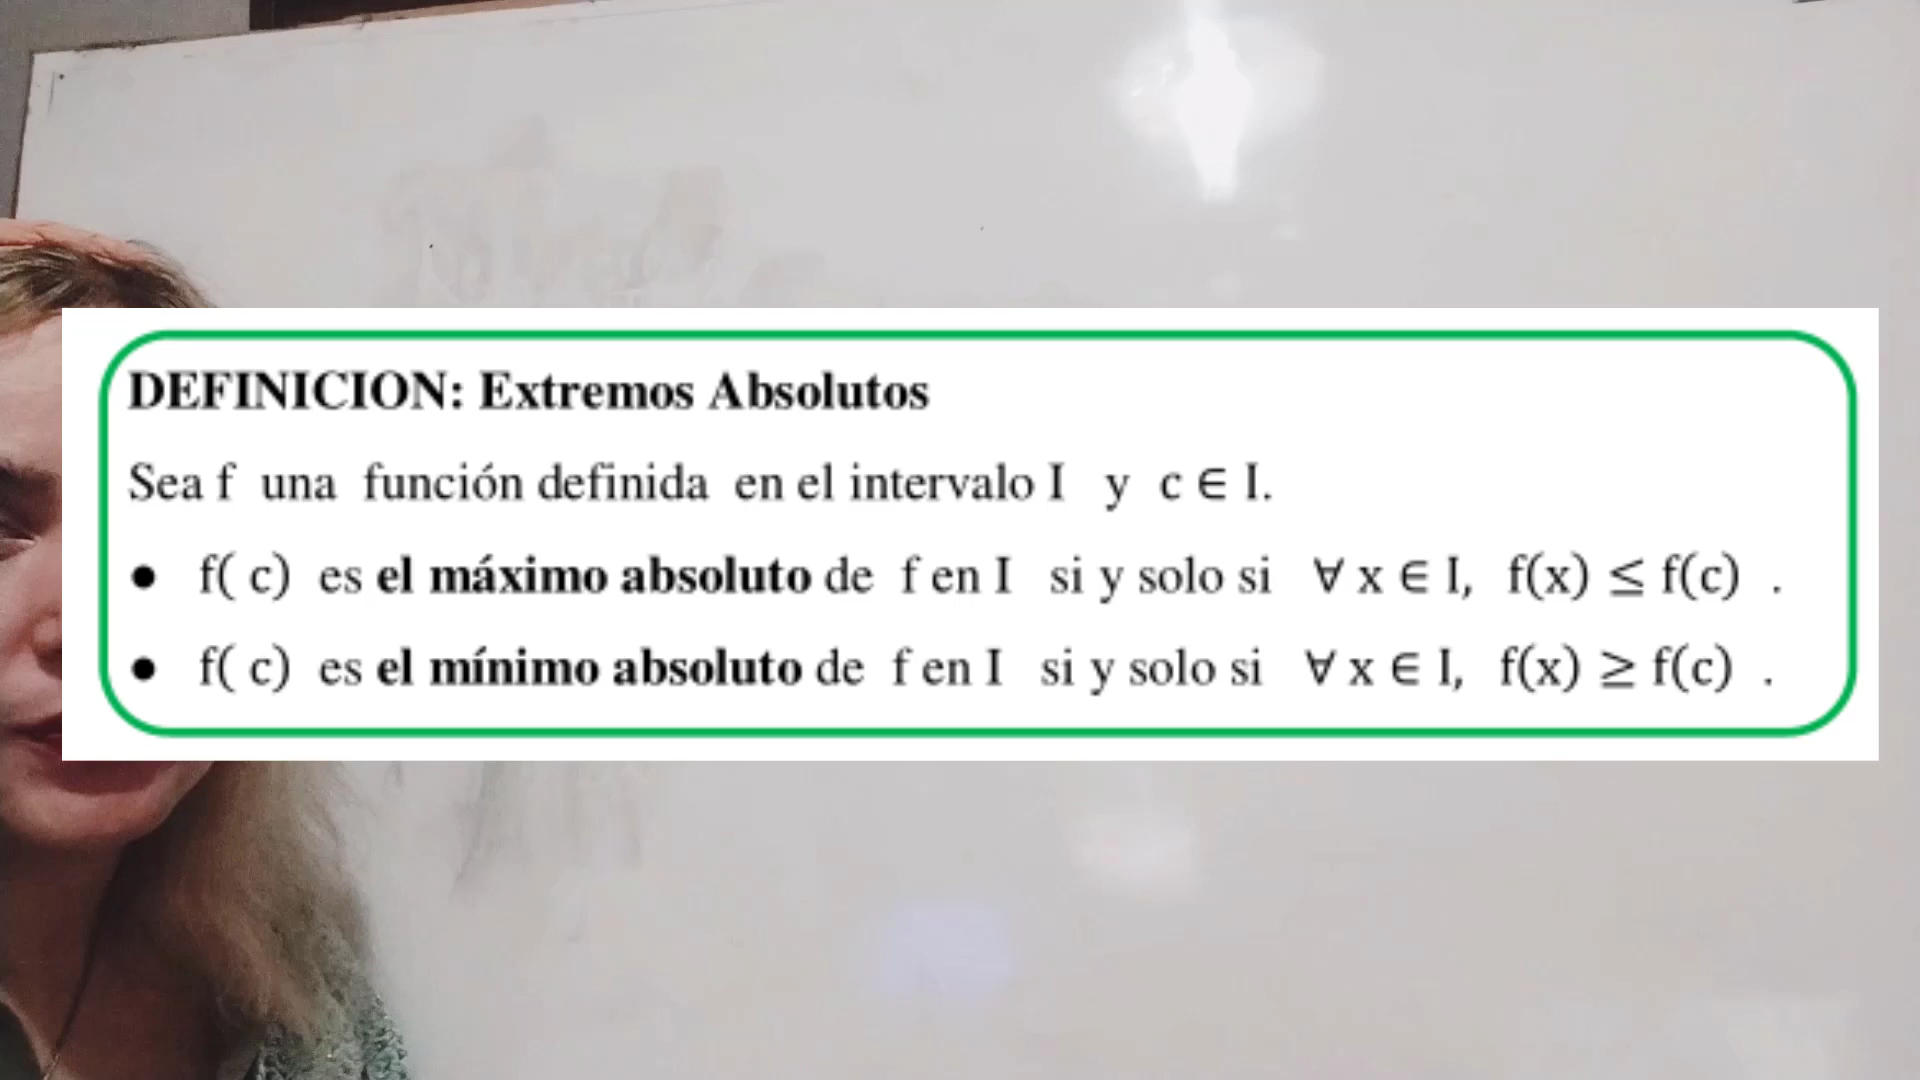 DEFINICION: Extremos Absolutos
Sea f una función definida en el intervalo I y c ∈ I.
● f( c) es el máximo absoluto de f en I si y solo si ∀ x ∈ I, f(x) ≤ f(c) .
● f( c) es el mínimo absoluto de f en I si y solo si ∀ x ∈ I, f(x) ≥ f(c) .